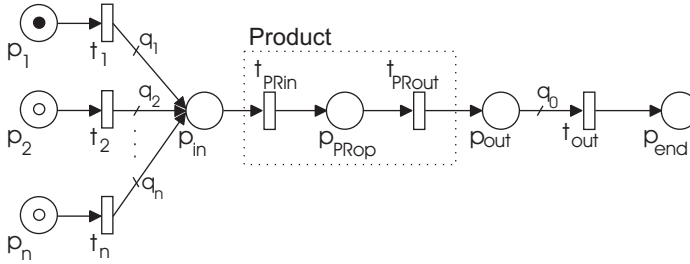 Product
p1 t1 q1
tPRin tPRout
p2 t2 q2 pin pPRop pout q0 tout pend
pn tn qn